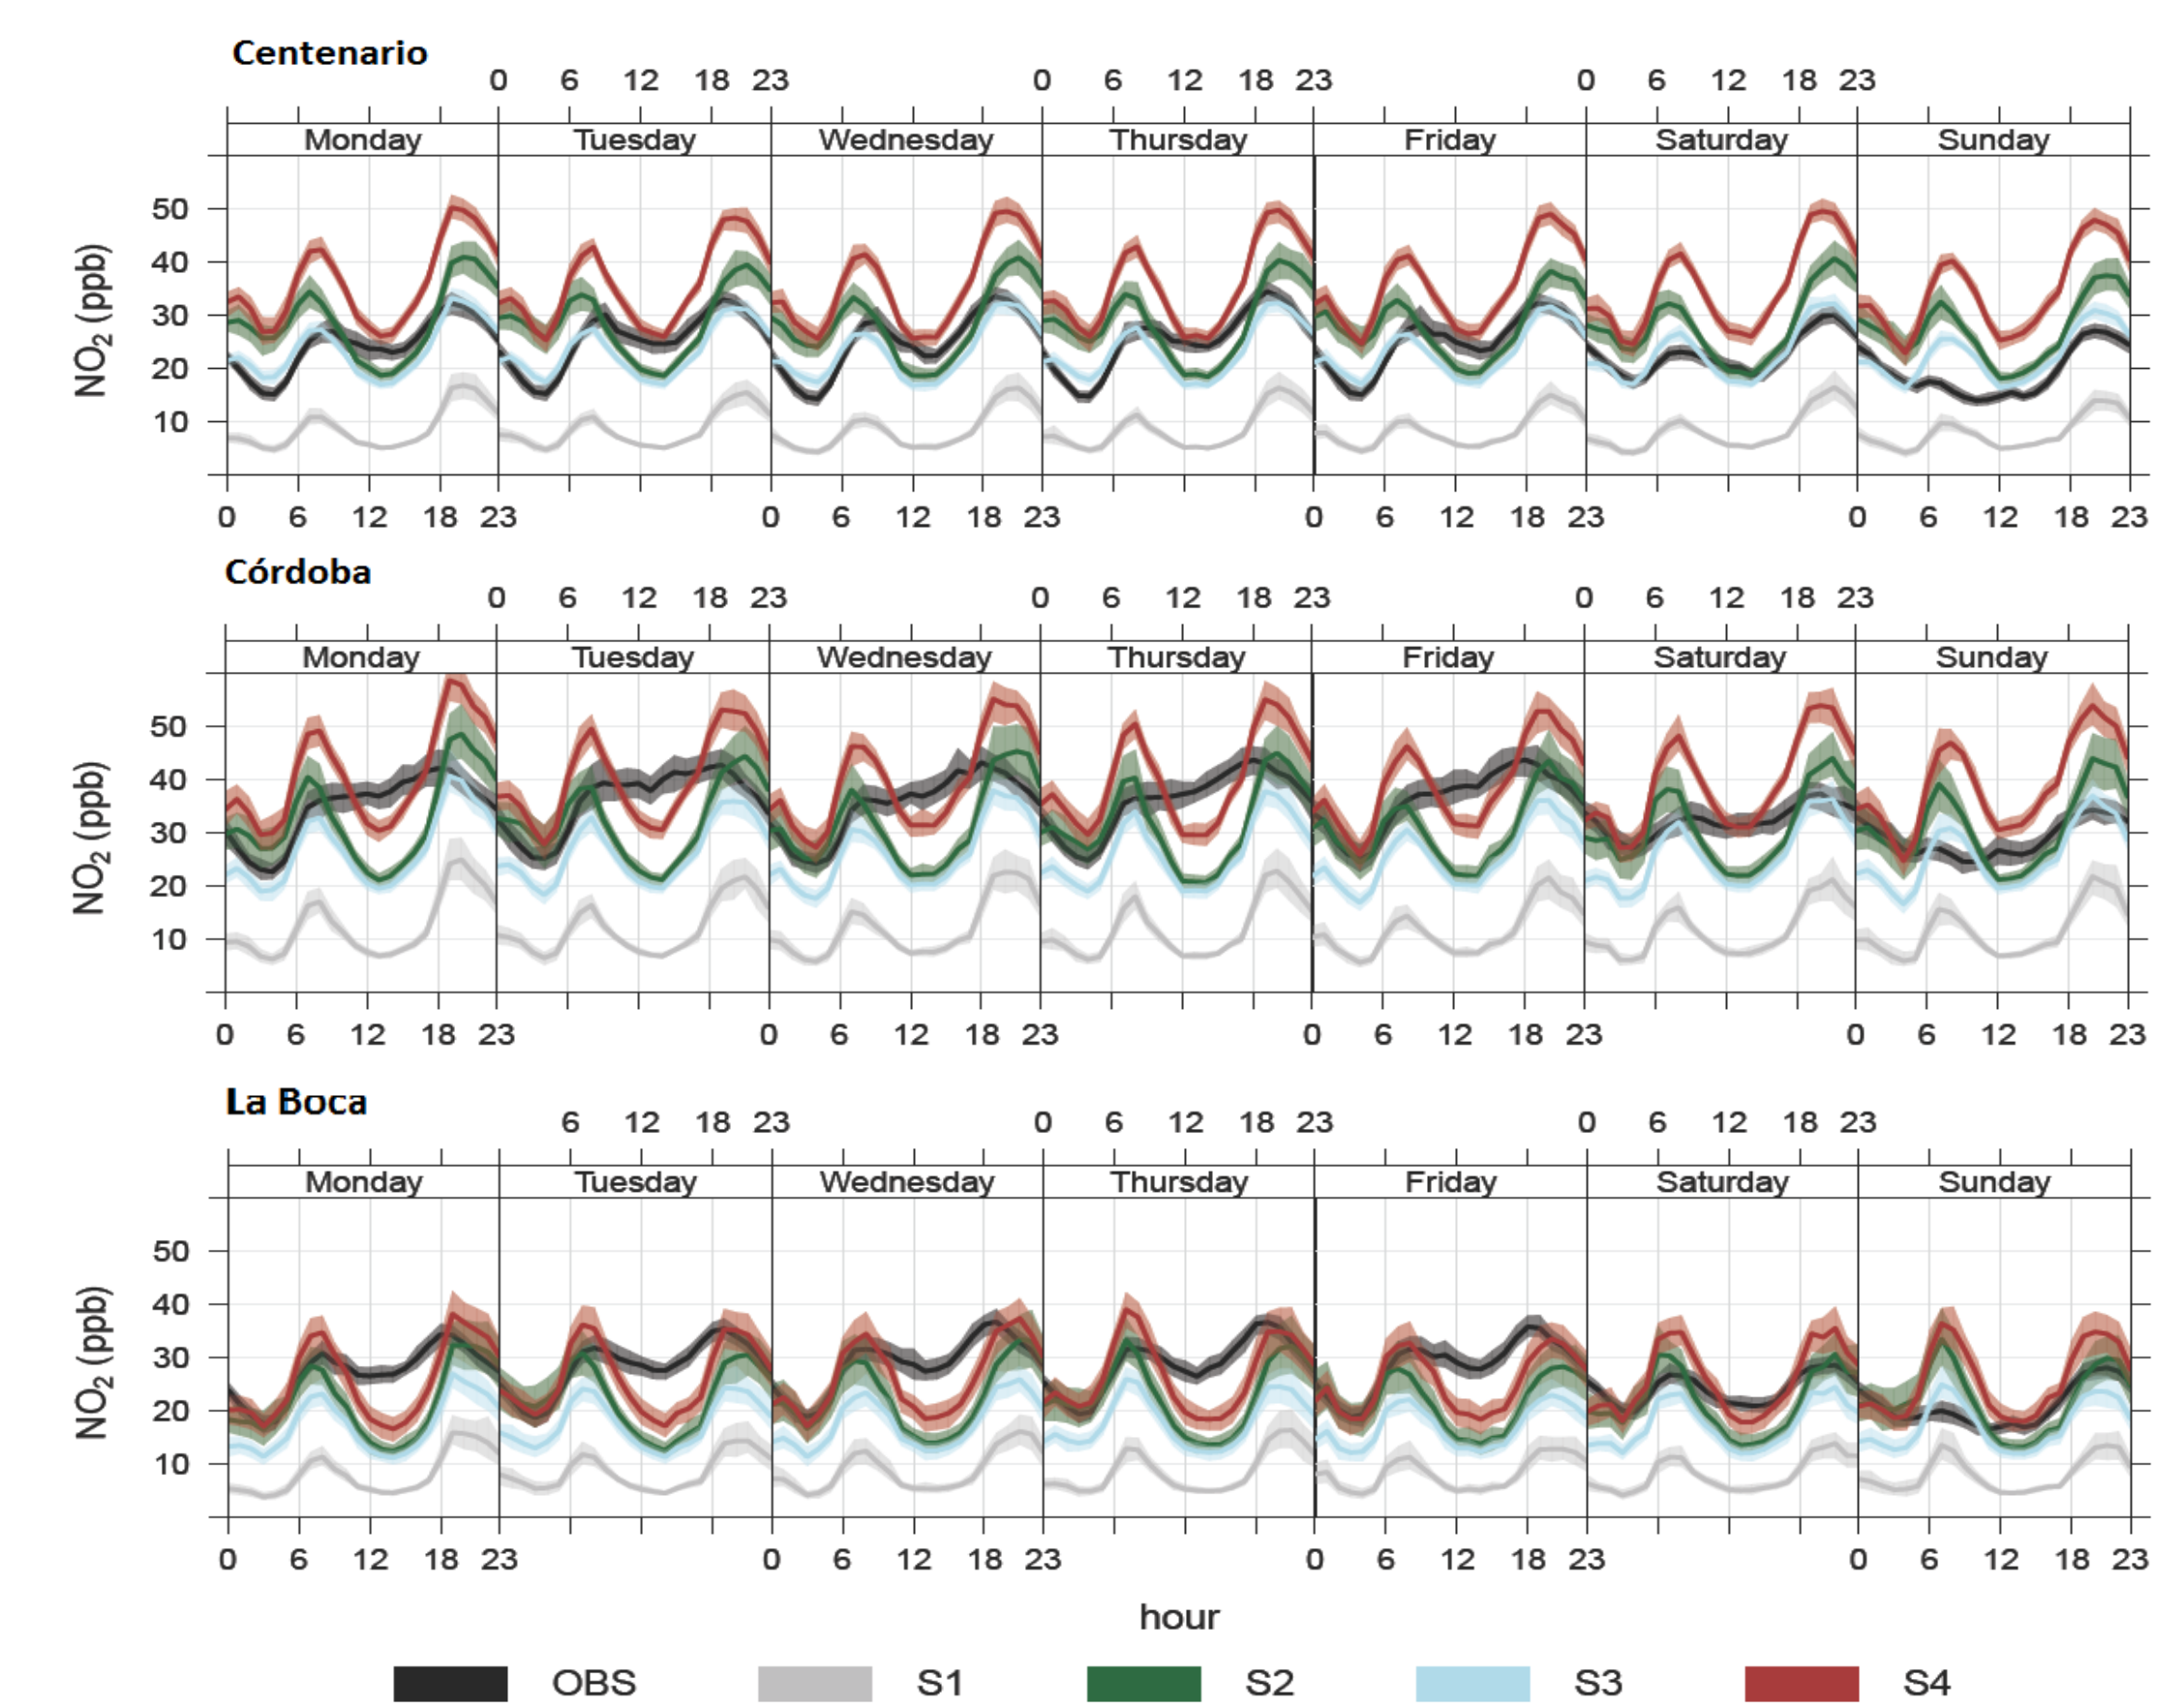 Centenario
0 6 12 18 23 0 6 12 18 23 0 6 12 18 23
Monday Tuesday Wednesday Thursday Friday Saturday Sunday
NO₂ (ppb)
50
40
30
20
10
0 6 12 18 23 0 6 12 18 23 0 6 12 18 23 0 6 12 18 23
Córdoba
0 6 12 18 23 0 6 12 18 23 0 6 12 18 23
Monday Tuesday Wednesday Thursday Friday Saturday Sunday
NO₂ (ppb)
50
40
30
20
10
0 6 12 18 23 0 6 12 18 23 0 6 12 18 23 0 6 12 18 23
La Boca
6 12 18 23 0 6 12 18 23 0 6 12 18 23
Monday Tuesday Wednesday Thursday Friday Saturday Sunday
NO₂ (ppb)
50
40
30
20
10
0 6 12 18 23 0 6 12 18 23 0 6 12 18 23 0 6 12 18 23
hour
OBS S1 S2 S3 S4